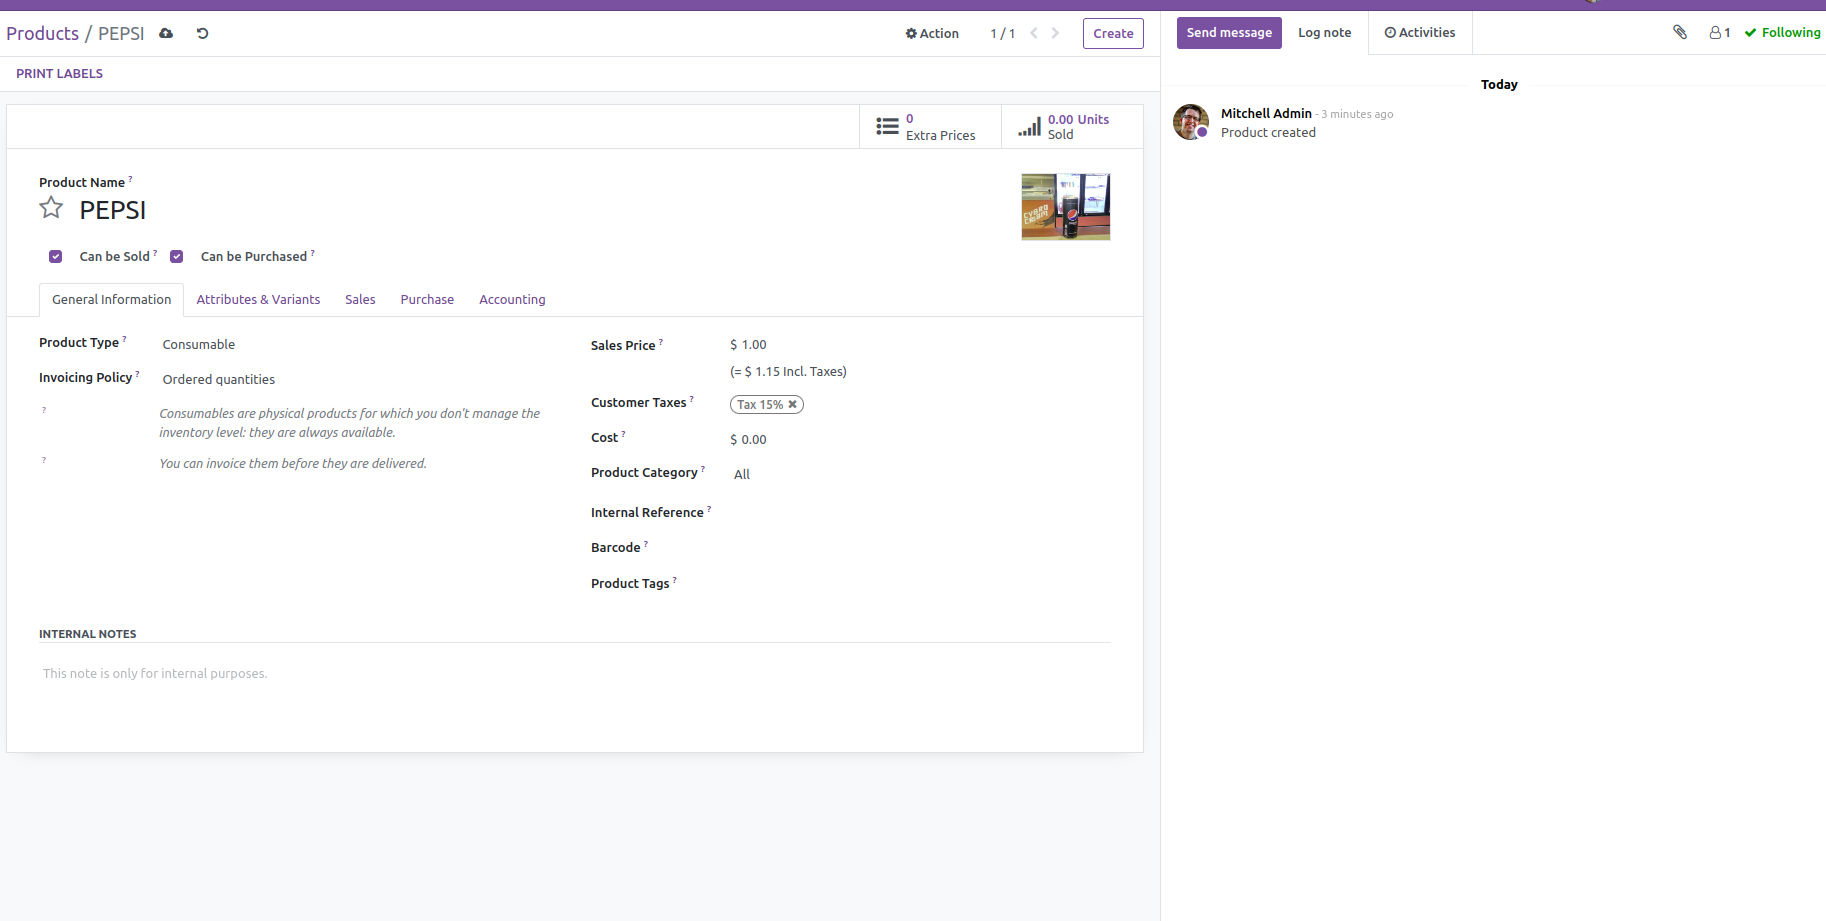 Products / PEPSI
Action
1 / 1
Create
PRINT LABELS
0
Extra Prices
0.00 Units
Sold
Product Name ?
PEPSI
Can be Sold ?
Can be Purchased ?
General Information
Attributes & Variants
Sales
Purchase
Accounting
Product Type ?
Consumable
Invoicing Policy ?
Ordered quantities
?
Consumables are physical products for which you don't manage the
inventory level: they are always available.
?
You can invoice them before they are delivered.
Sales Price ?
$ 1.00
(= $ 1.15 Incl. Taxes)
Customer Taxes ?
Tax 15% ✖
Cost ?
$ 0.00
Product Category ?
All
Internal Reference ?
Barcode ?
Product Tags ?
INTERNAL NOTES
This note is only for internal purposes.
Send message
Log note
Activities
1
Following
Today
Mitchell Admin - 3 minutes ago
Product created